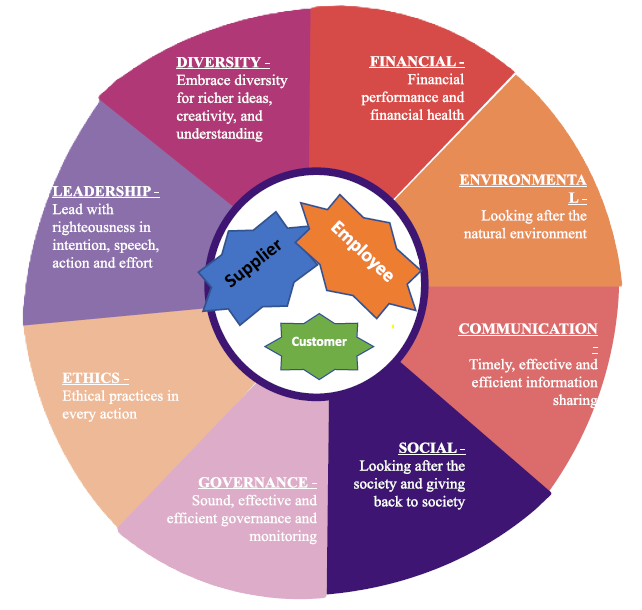 DIVERSITY -
Embrace diversity
for richer ideas,
creativity, and
understanding
FINANCIAL -
Financial
performance and
financial health
ENVIRONMENTA
L -
Looking after the
natural environment
COMMUNICATION
-
Timely, effective and
efficient information
sharing
SOCIAL -
Looking after the
society and giving
back to society
GOVERNANCE -
Sound, effective and
efficient governance and
monitoring
ETHICS -
Ethical practices in
every action
LEADERSHIP -
Lead with
righteousness in
intention, speech,
action and effort
Supplier
Employee
Customer